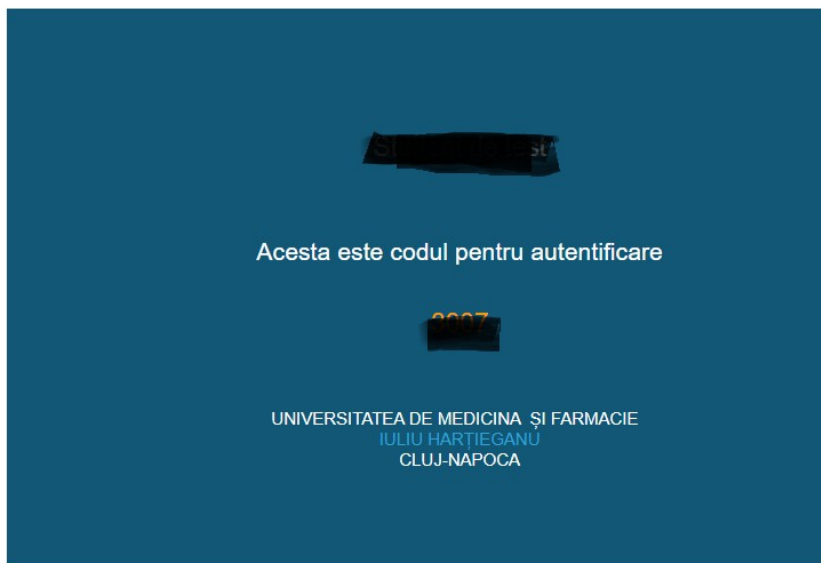 Acesta este codul pentru autentificare
UNIVERSITATEA DE MEDICINA ȘI FARMACIE
IULIU HARȚIEGANU
CLUJ-NAPOCA